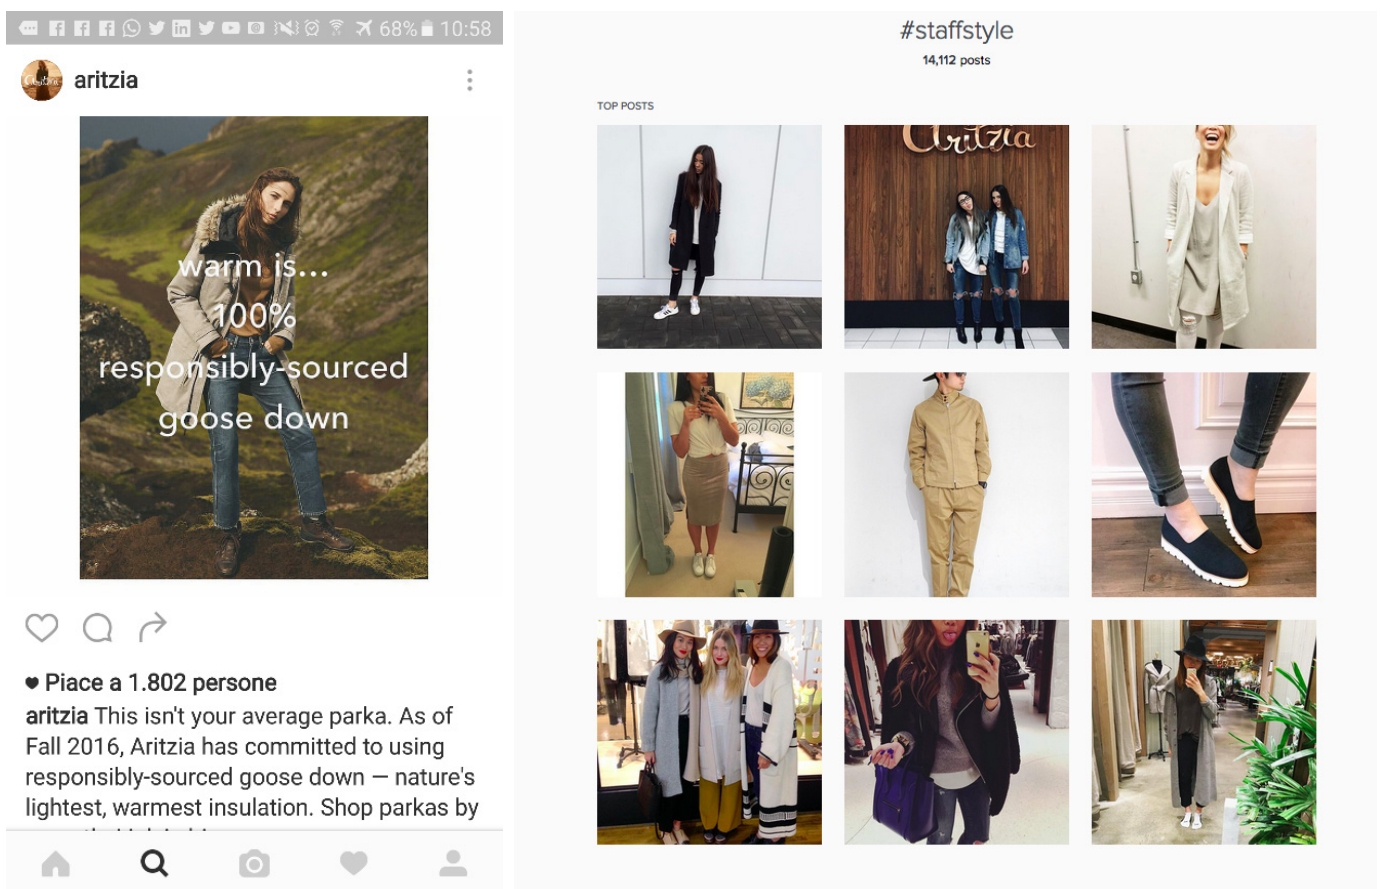 68% 10:58
aritzia
warm is...
100%
responsibly-sourced
goose down
Piace a 1.802 persone
aritzia This isn't your average parka. As of
Fall 2016, Aritzia has committed to using
responsibly-sourced goose down — nature's
lightest, warmest insulation. Shop parkas by
#staffstyle
14,112 posts
TOP POSTS
Aritzia